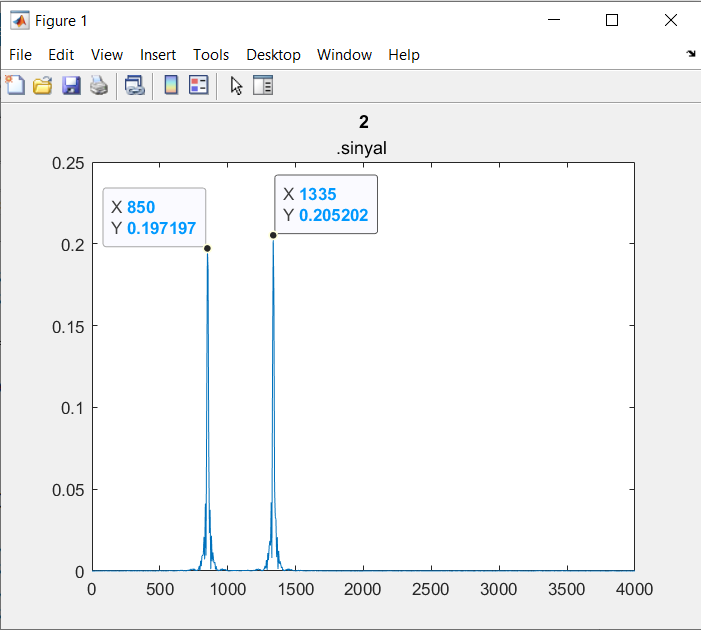 Figure 1
File Edit View Insert Tools Desktop Window Help
2
.sinyal
X 850
Y 0.197197
X 1335
Y 0.205202
0.25
0.2
0.15
0.1
0.05
0
0 500 1000 1500 2000 2500 3000 3500 4000